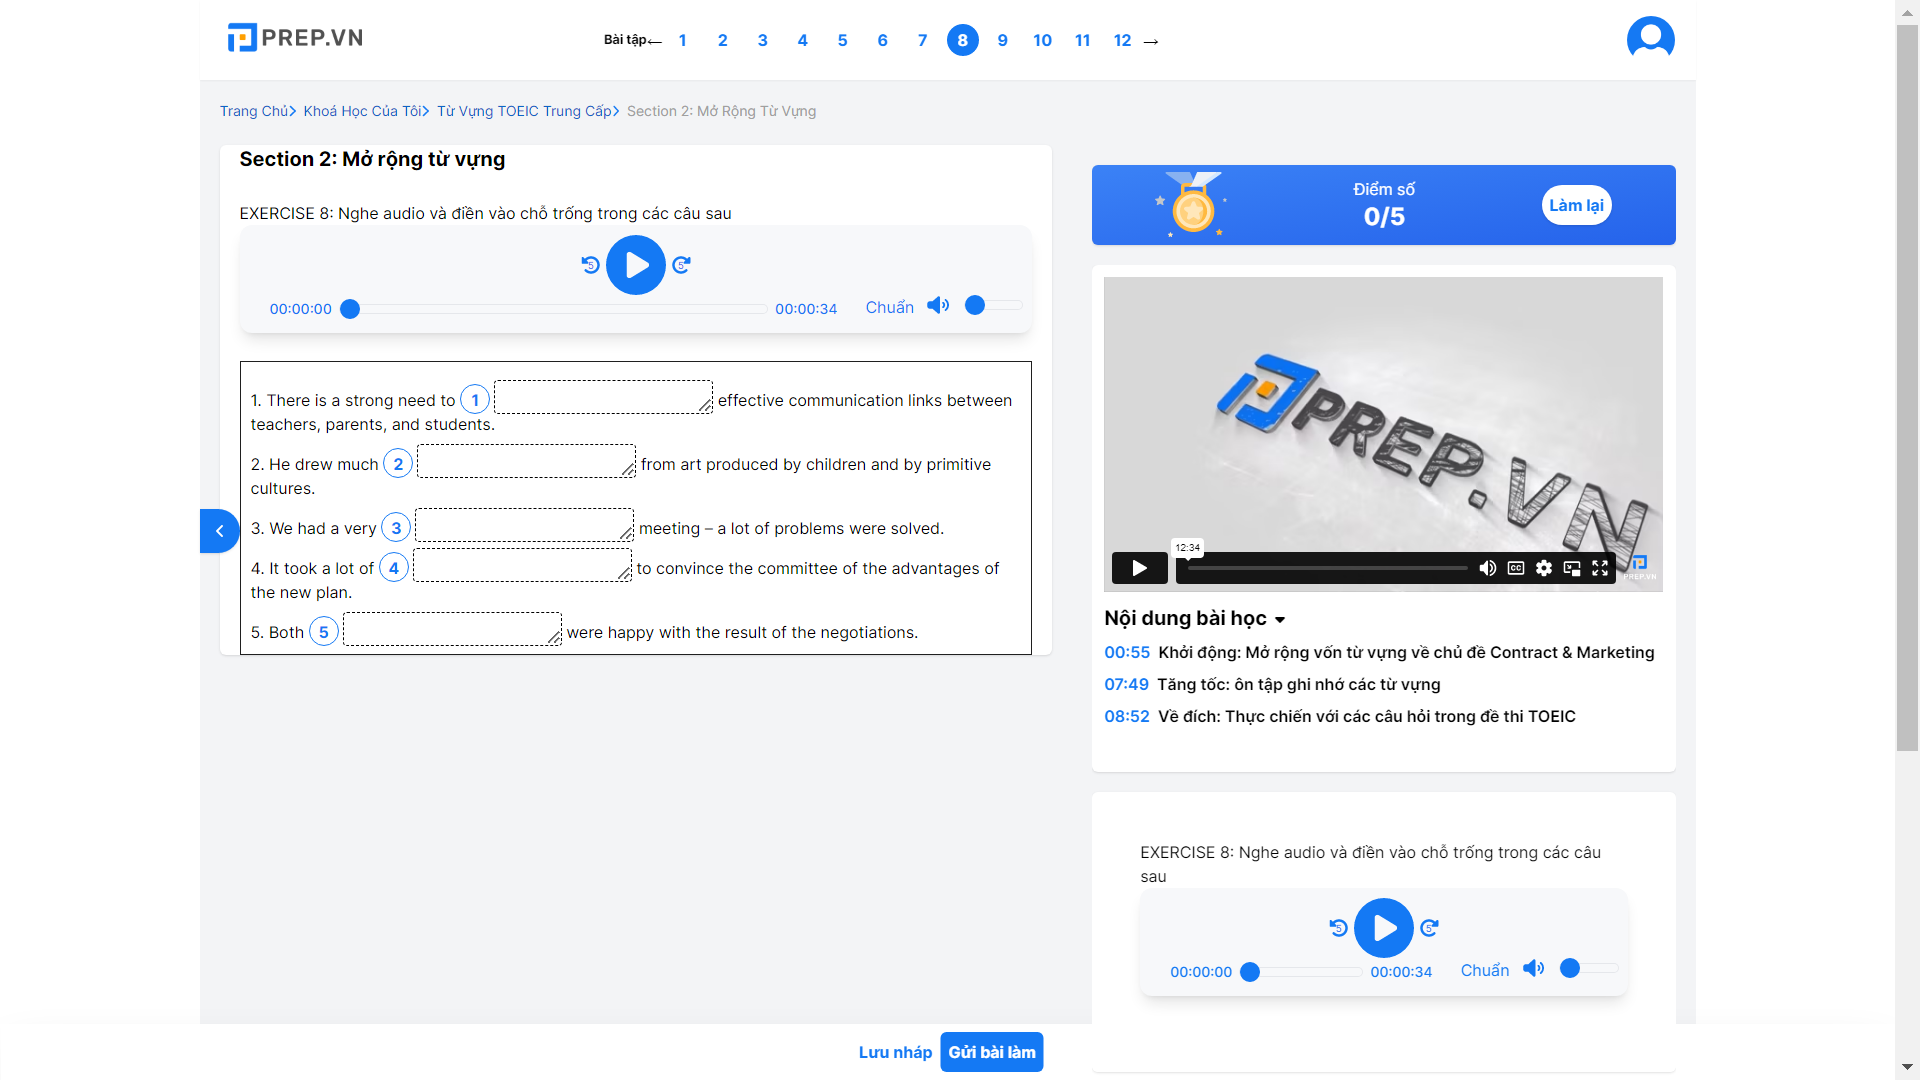 PREP.VN
Bài tập← 1 2 3 4 5 6 7 8 9 10 11 12 →
Trang Chủ> Khoá Học Của Tôi> Từ Vựng TOEIC Trung Cấp> Section 2: Mở Rộng Từ Vựng
Section 2: Mở rộng từ vựng
EXERCISE 8: Nghe audio và điền vào chỗ trống trong các câu sau
5 5
00:00:00 00:00:34 Chuẩn
1. There is a strong need to 1 effective communication links between
teachers, parents, and students.
2. He drew much 2 from art produced by children and by primitive
cultures.
3. We had a very 3 meeting – a lot of problems were solved.
4. It took a lot of 4 to convince the committee of the advantages of
the new plan.
5. Both 5 were happy with the result of the negotiations.
Điểm số
0/5
Làm lại
PREP.VN
12:34
CC
PREP.VN
Nội dung bài học
00:55 Khởi động: Mở rộng vốn từ vựng về chủ đề Contract & Marketing
07:49 Tăng tốc: ôn tập ghi nhớ các từ vựng
08:52 Về đích: Thực chiến với các câu hỏi trong đề thi TOEIC
EXERCISE 8: Nghe audio và điền vào chỗ trống trong các câu
sau
5 5
00:00:00 00:00:34 Chuẩn
Lưu nháp Gửi bài làm